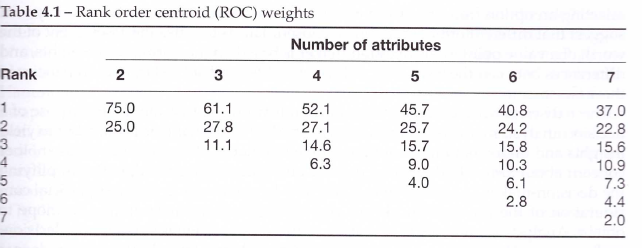 Table 4.1 – Rank order centroid (ROC) weights
Number of attributes
Rank 2 3 4 5 6 7
1 75.0 61.1 52.1 45.7 40.8 37.0
2 25.0 27.8 27.1 25.7 24.2 22.8
3 11.1 14.6 15.7 15.8 15.6
4 6.3 9.0 10.3 10.9
5 4.0 6.1 7.3
6 2.8 4.4
7 2.0